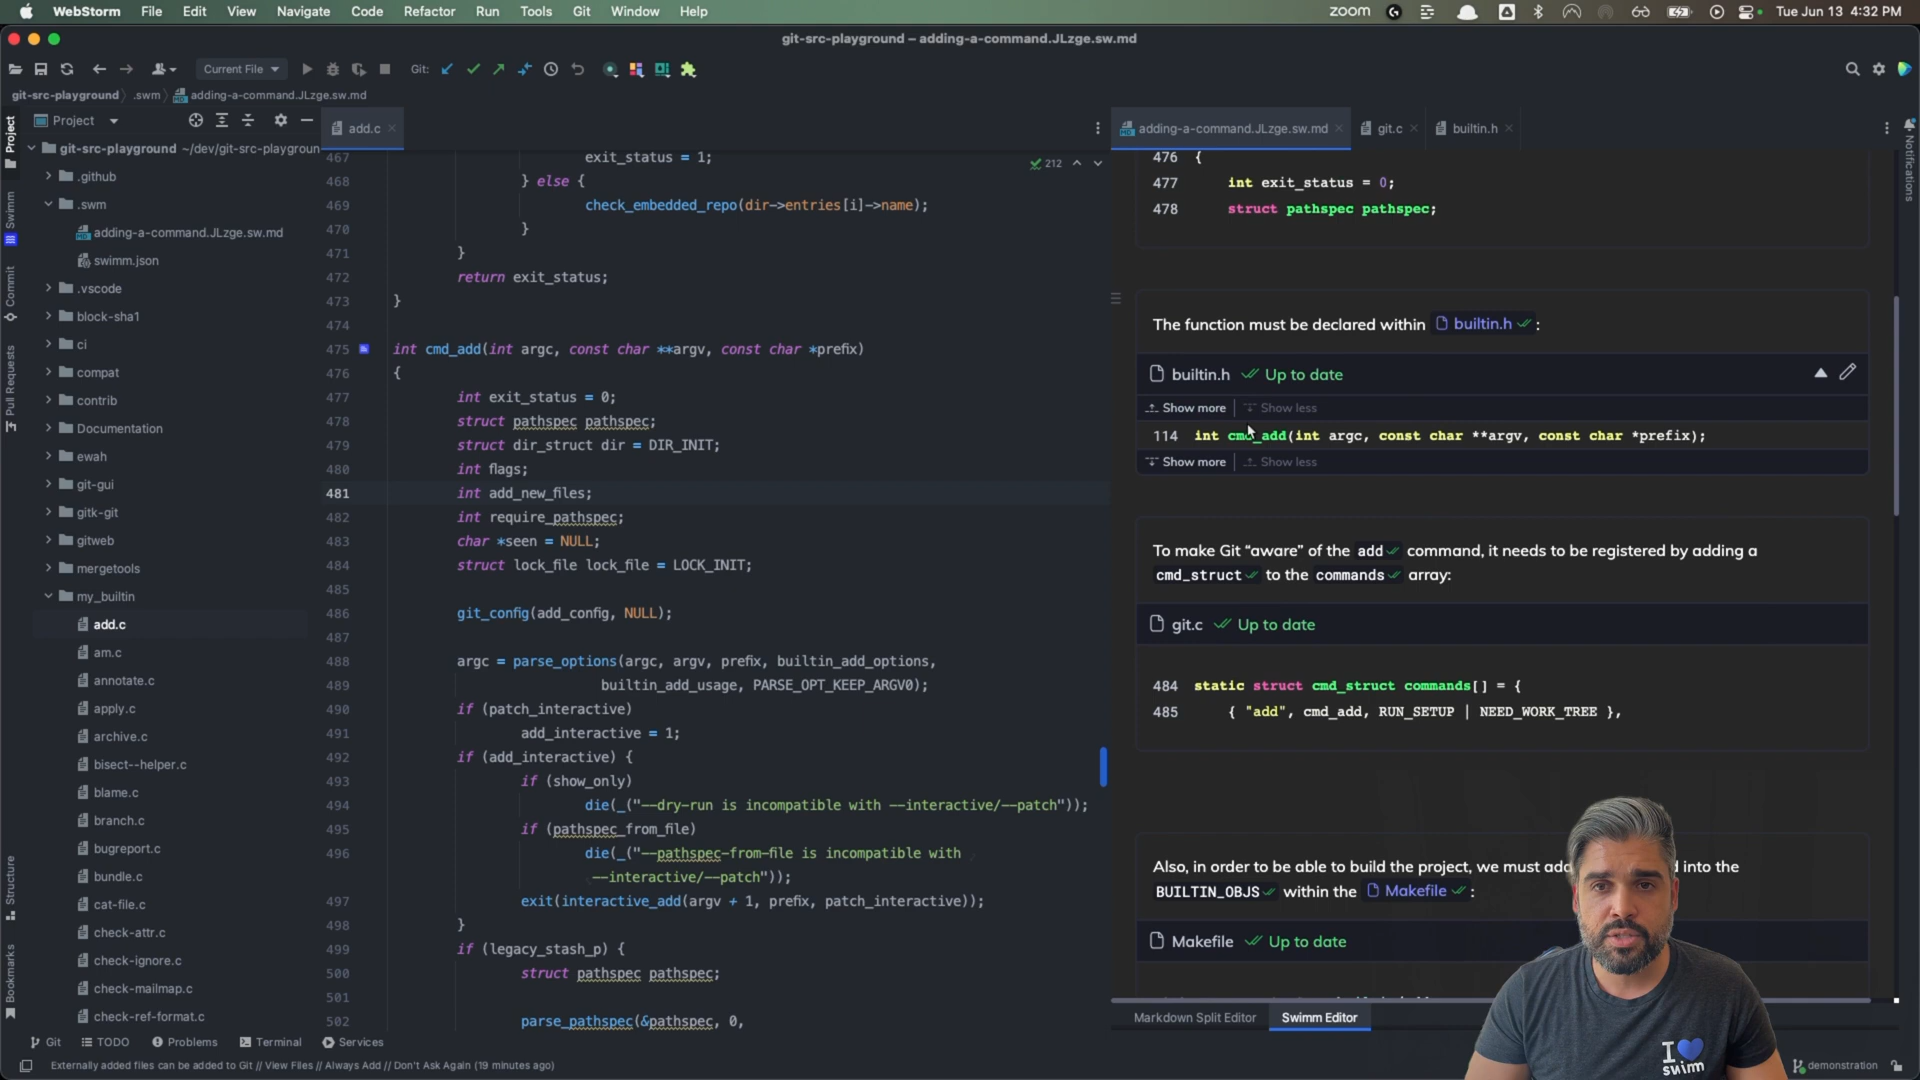 WebStorm File Edit View Navigate Code Refactor Run Tools Git Window Help
zoom Tue Jun 13 4:32 PM
git-src-playground – adding-a-command.JLzge.sw.md
Current File
Git:
git-src-playground .swm adding-a-command.JLzge.sw.md
Project
Swimm
Commit
Pull Requests
Structure
Bookmarks
Notifications
Project
git-src-playground ~/dev/git-src-playgroun
.github
.swm
adding-a-command.JLzge.sw.md
swimm.json
.vscode
block-sha1
ci
compat
contrib
Documentation
ewah
git-gui
gitk-git
gitweb
mergetools
my_builtin
add.c
am.c
annotate.c
apply.c
archive.c
bisect--helper.c
blame.c
branch.c
bugreport.c
bundle.c
cat-file.c
check-attr.c
check-ignore.c
check-mailmap.c
check-ref-format.c
add.c
212
467 exit_status = 1;
468 } else {
469 check_embedded_repo(dir->entries[i]->name);
470 }
471 }
472 return exit_status;
473 }
474
475 int cmd_add(int argc, const char **argv, const char *prefix)
476 {
477 int exit_status = 0;
478 struct pathspec pathspec;
479 struct dir_struct dir = DIR_INIT;
480 int flags;
481 int add_new_files;
482 int require_pathspec;
483 char *seen = NULL;
484 struct lock_file lock_file = LOCK_INIT;
485
486 git_config(add_config, NULL);
487
488 argc = parse_options(argc, argv, prefix, builtin_add_options,
489 builtin_add_usage, PARSE_OPT_KEEP_ARGV0);
490 if (patch_interactive)
491 add_interactive = 1;
492 if (add_interactive) {
493 if (show_only)
494 die(_("--dry-run is incompatible with --interactive/--patch"));
495 if (pathspec_from_file)
496 die(_("--pathspec-from-file is incompatible with
--interactive/--patch"));
497 exit(interactive_add(argv + 1, prefix, patch_interactive));
498 }
499 if (legacy_stash_p) {
500 struct pathspec pathspec;
501
502 parse_pathspec(&pathspec, 0,
adding-a-command.JLzge.sw.md git.c builtin.h
476 {
477 int exit_status = 0;
478 struct pathspec pathspec;
The function must be declared within builtin.h :
builtin.h Up to date
Show more Show less
114 int cmd_add(int argc, const char **argv, const char *prefix);
Show more Show less
To make Git “aware” of the add command, it needs to be registered by adding a
cmd_struct to the commands array:
git.c Up to date
484 static struct cmd_struct commands[] = {
485 { "add", cmd_add, RUN_SETUP | NEED_WORK_TREE },
Also, in order to be able to build the project, we must add into the
BUILTIN_OBJS within the Makefile :
Makefile Up to date
Markdown Split Editor Swimm Editor
I
swimm
Git TODO Problems Terminal Services
Externally added files can be added to Git // View Files // Always Add // Don't Ask Again (19 minutes ago)
demonstration